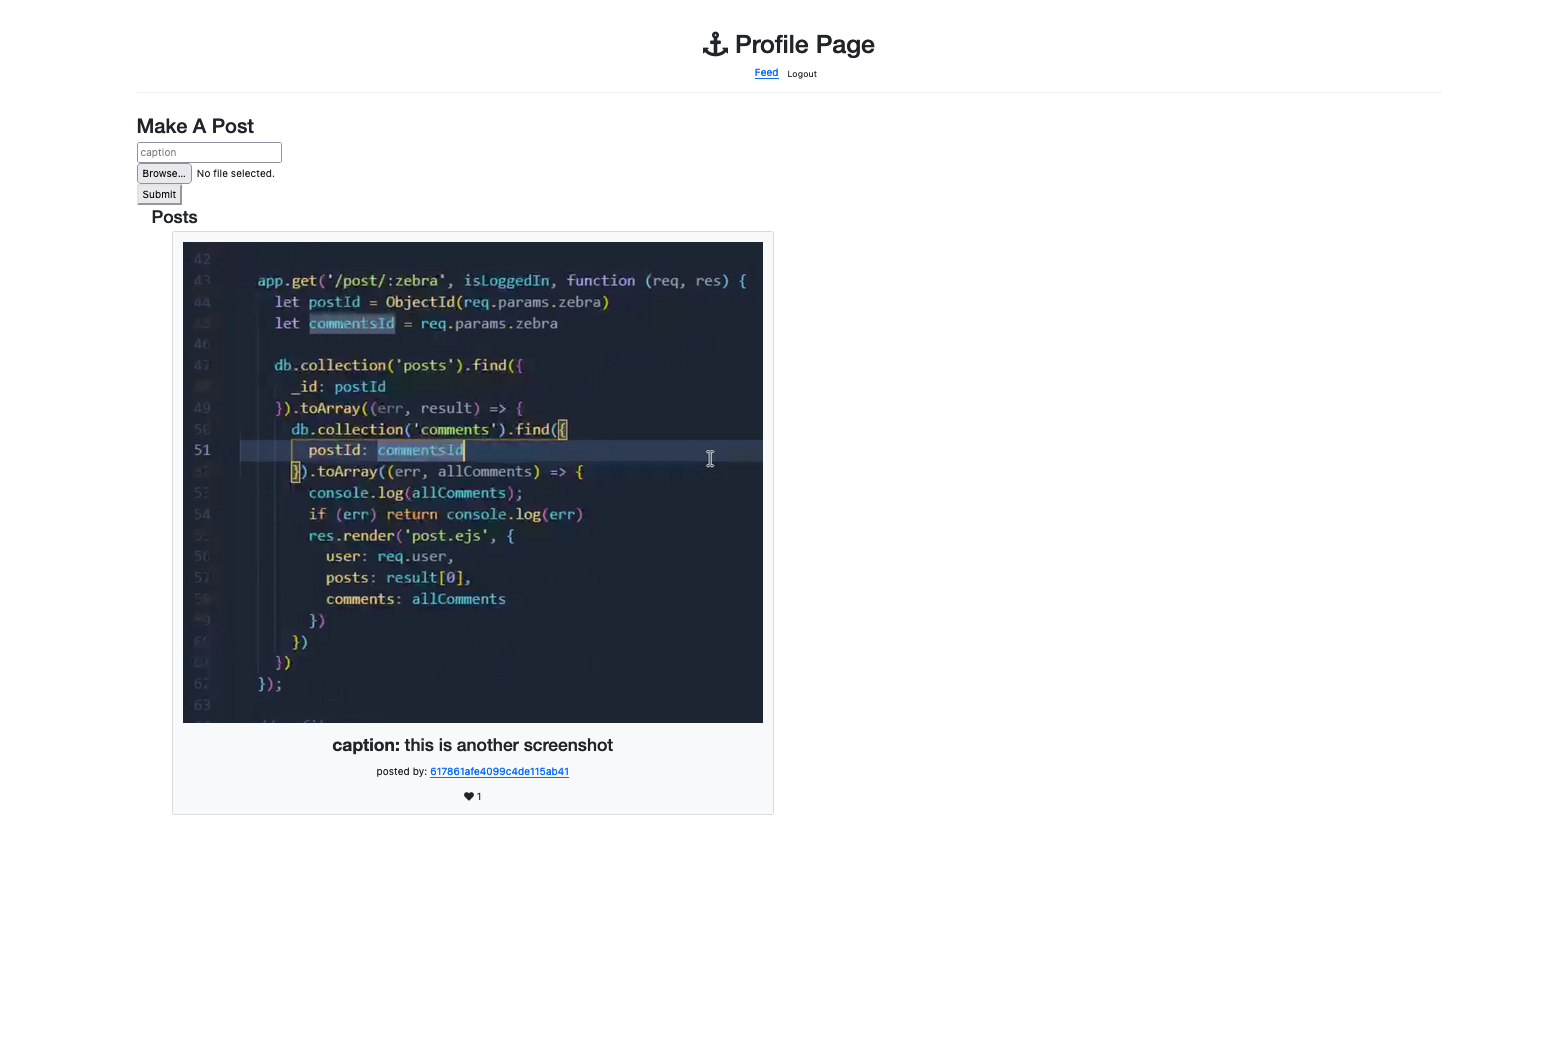 Profile Page
Feed Logout
Make A Post
caption
Browse... No file selected.
Submit
Posts
42
43 app.get('/post/:zebra', isLoggedIn, function (req, res) {
44 let postId = ObjectId(req.params.zebra)
45 let commentsId = req.params.zebra
46
47 db.collection('posts').find({
_id: postId
49 }).toArray((err, result) => {
50 db.collection('comments').find({
51 postId: commentsId
52 }).toArray((err, allComments) => {
53 console.log(allComments);
54 if (err) return console.log(err)
55 res.render('post.ejs', {
56 user: req.user,
57 posts: result[0],
58 comments: allComments
59 })
60 })
61 })
62 });
63
caption: this is another screenshot
posted by: 617861afe4099c4de115ab41
1